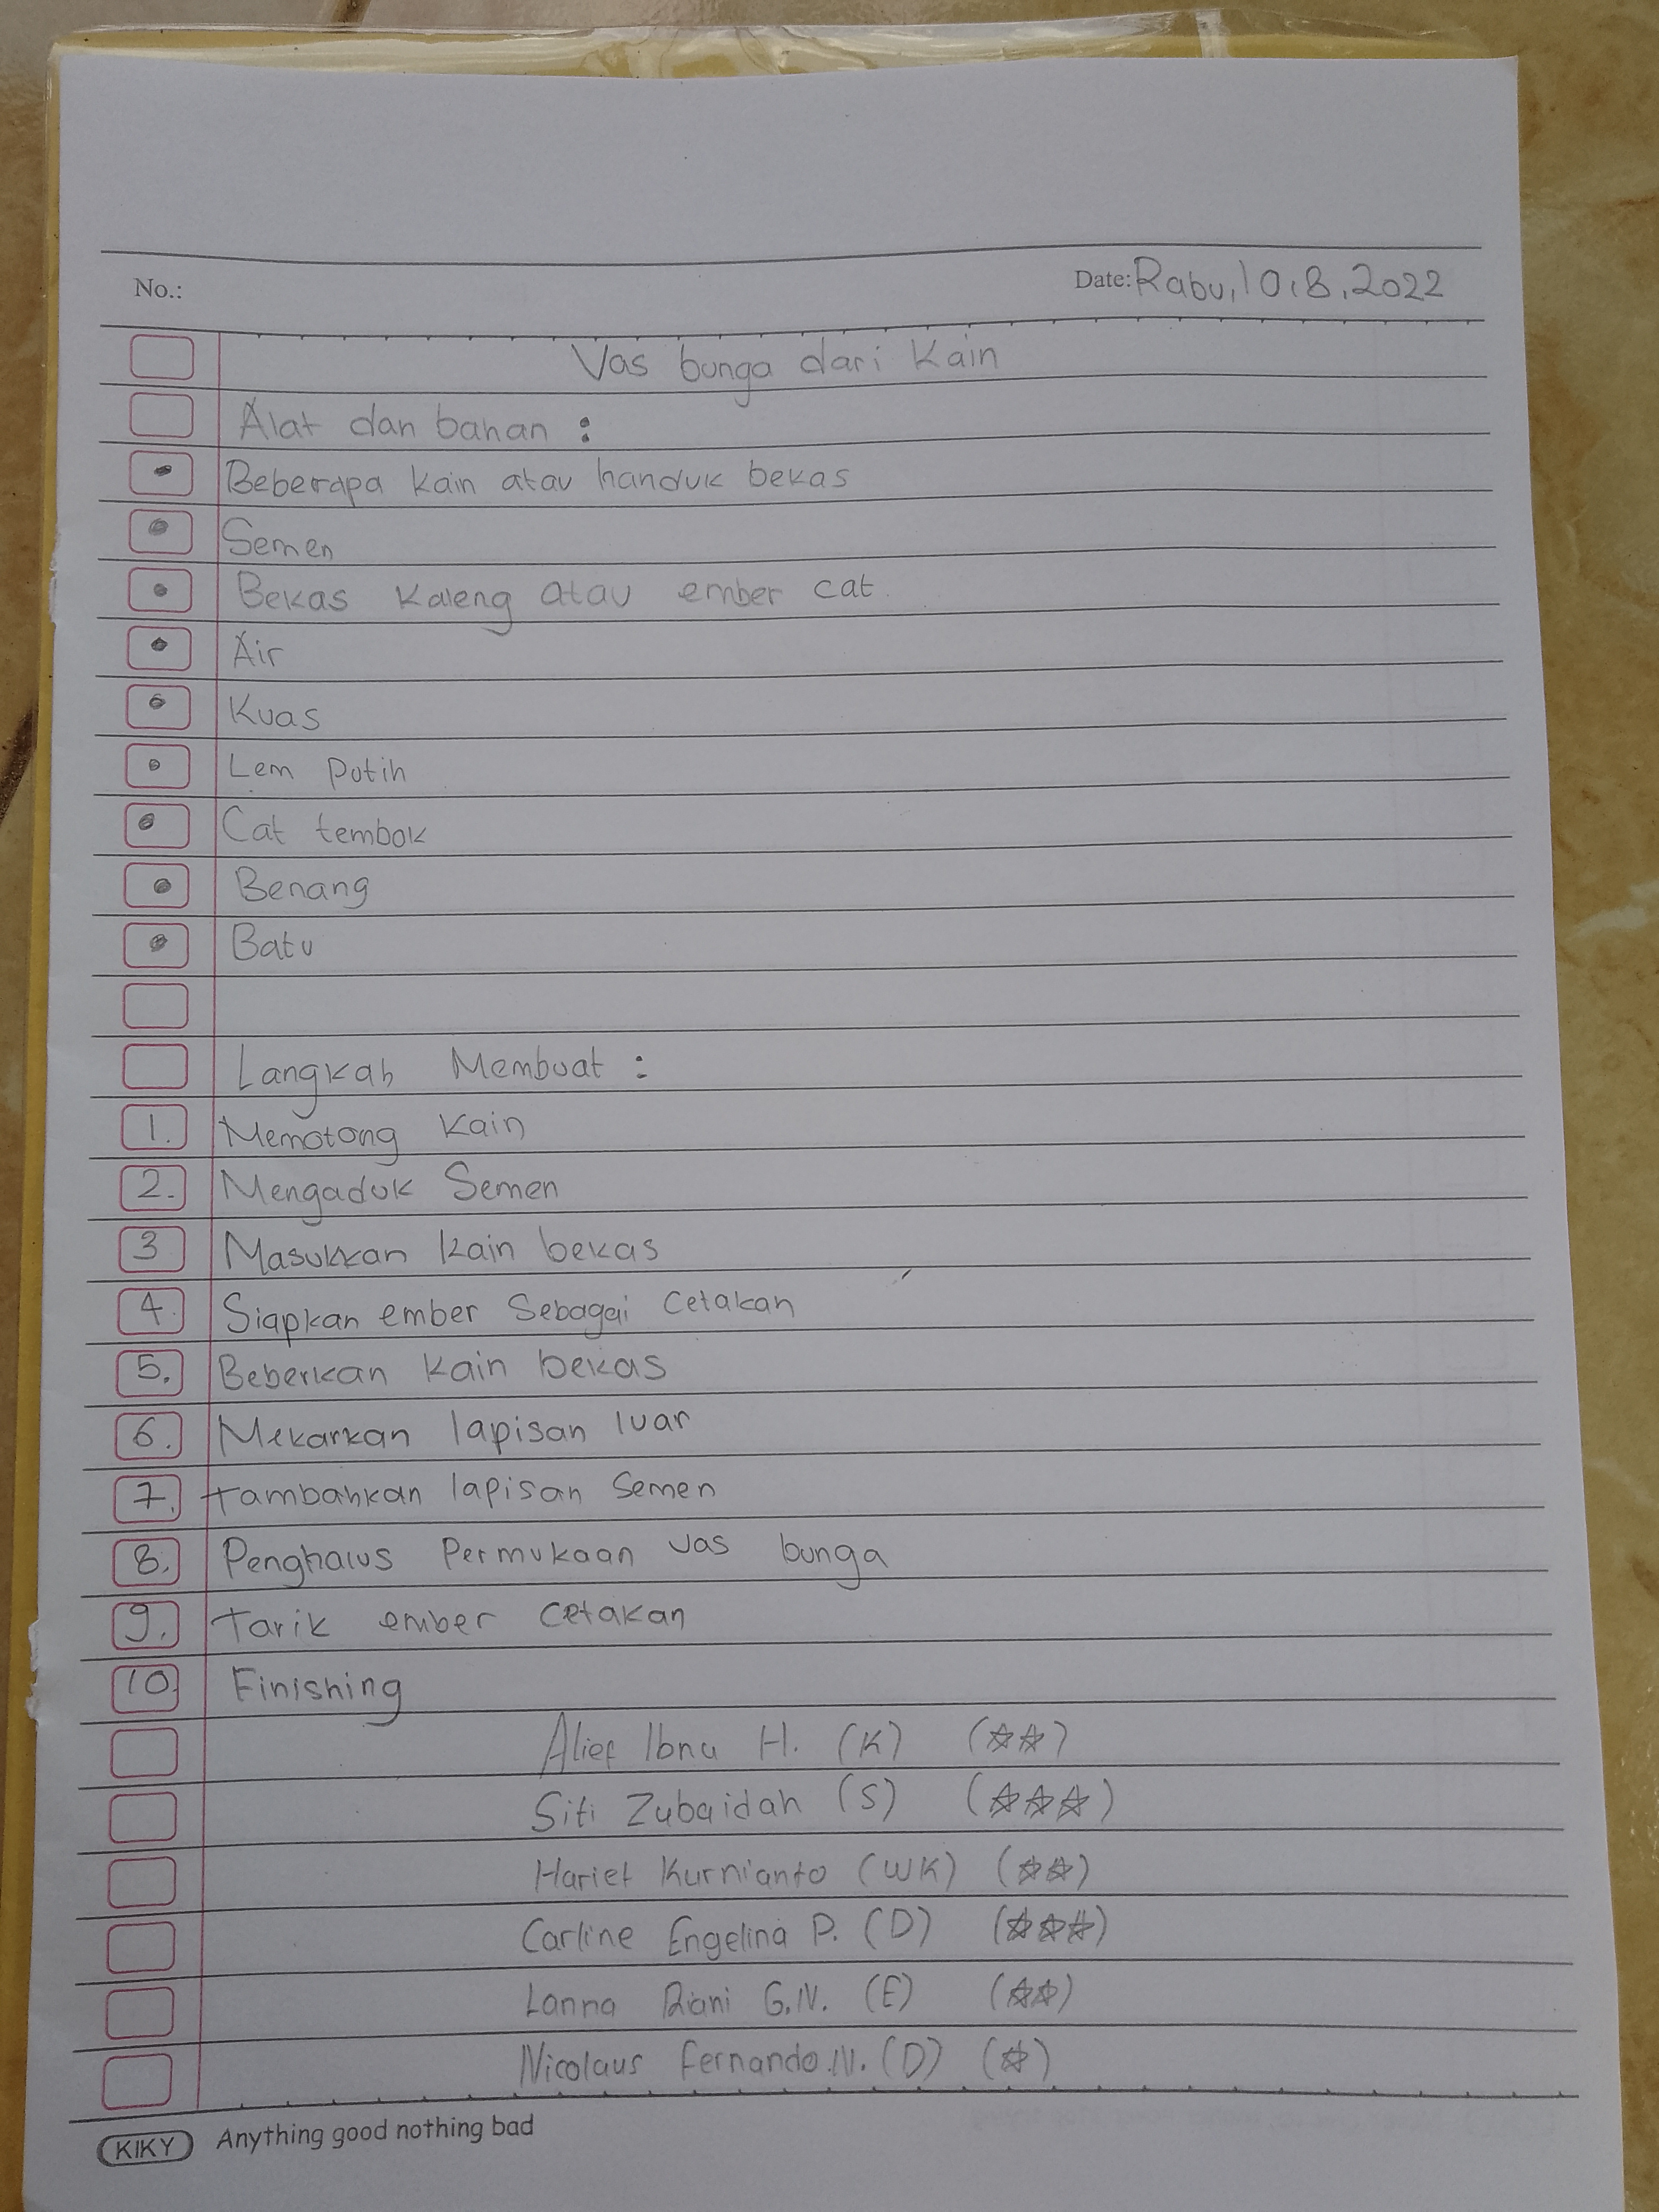 No.:
Date: Rabu, 10.8.2022
Vas bunga dari Kain
Alat dan bahan :
• Beberapa kain atau handuk bekas
• Semen
• Bekas kaleng atau ember cat
• Air
• Kuas
• Lem Putih
• Cat tembok
• Benang
• Batu
Langkah Membuat :
1. Memotong Kain
2. Mengaduk Semen
3 Masukkan kain bekas
4. Siapkan ember Sebagai Cetakan
5. Beberkan kain bekas
6. Mekarkan lapisan luar
7. tambahkan lapisan Semen
8. Penghalus Permukaan vas bunga
9. Tarik ember Cetakan
10. Finishing
Alief Ibnu H. (K) (☆☆)
Siti Zubaidah (S) (☆☆☆)
Hariet Kurnianto (WK) (☆☆)
Carline Engelina P. (D) (☆☆☆)
Lanna Riani G.N. (E) (☆☆)
Nicolaus Fernando.N. (D) (☆)
KIKY Anything good nothing bad